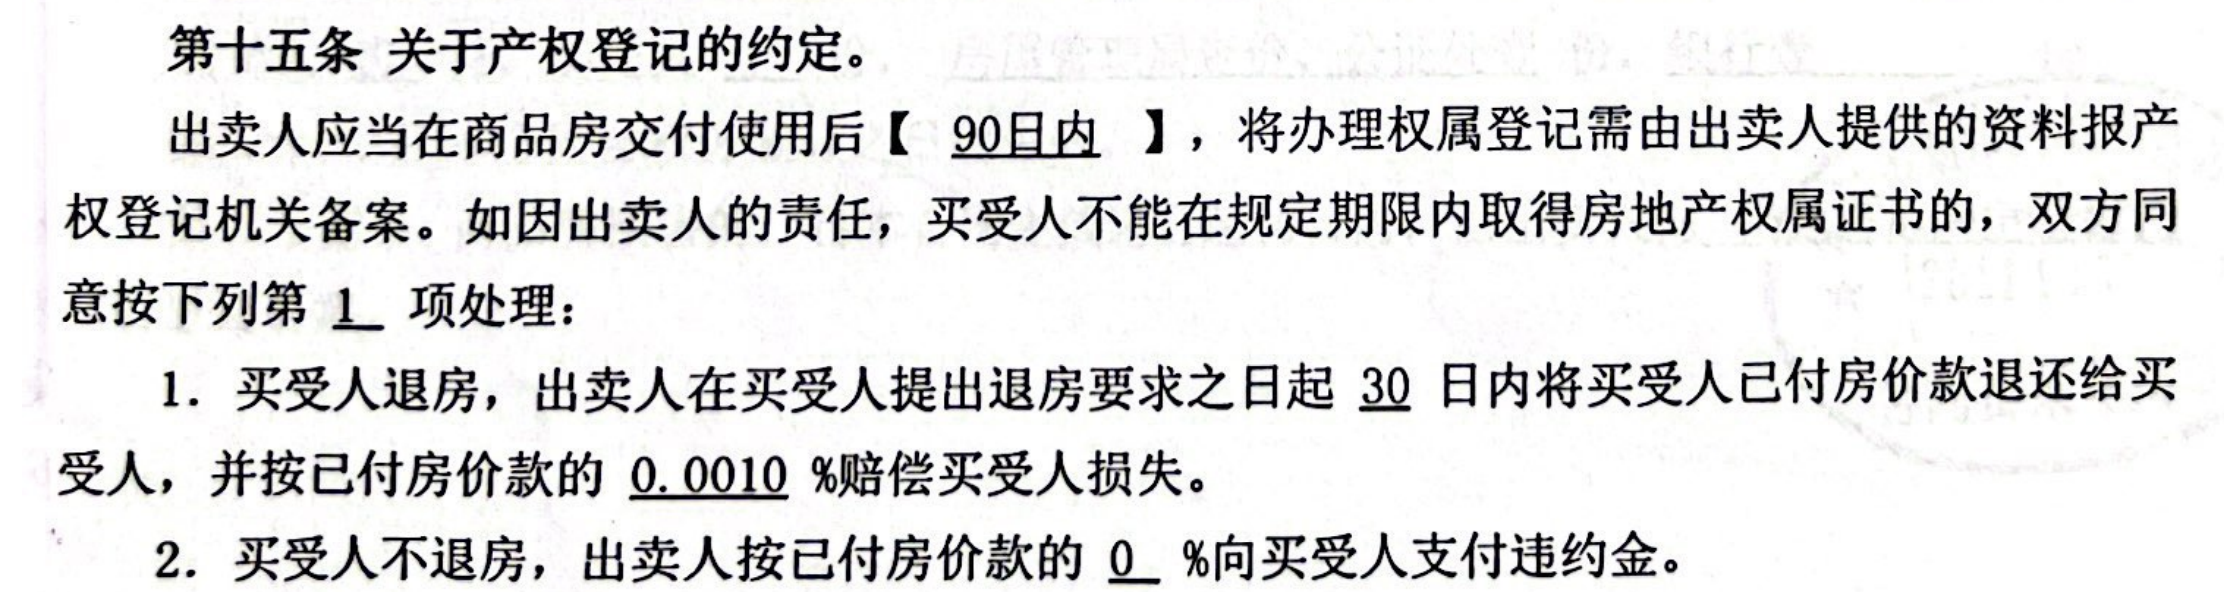 第十五条 关于产权登记的约定。
出卖人应当在商品房交付使用后【 90日内 】，将办理权属登记需由出卖人提供的资料报产
权登记机关备案。如因出卖人的责任，买受人不能在规定期限内取得房地产权属证书的，双方同
意按下列第 1 项处理：
1. 买受人退房，出卖人在买受人提出退房要求之日起 30 日内将买受人已付房价款退还给买
受人，并按已付房价款的 0.0010 %赔偿买受人损失。
2. 买受人不退房，出卖人按已付房价款的 0 %向买受人支付违约金。